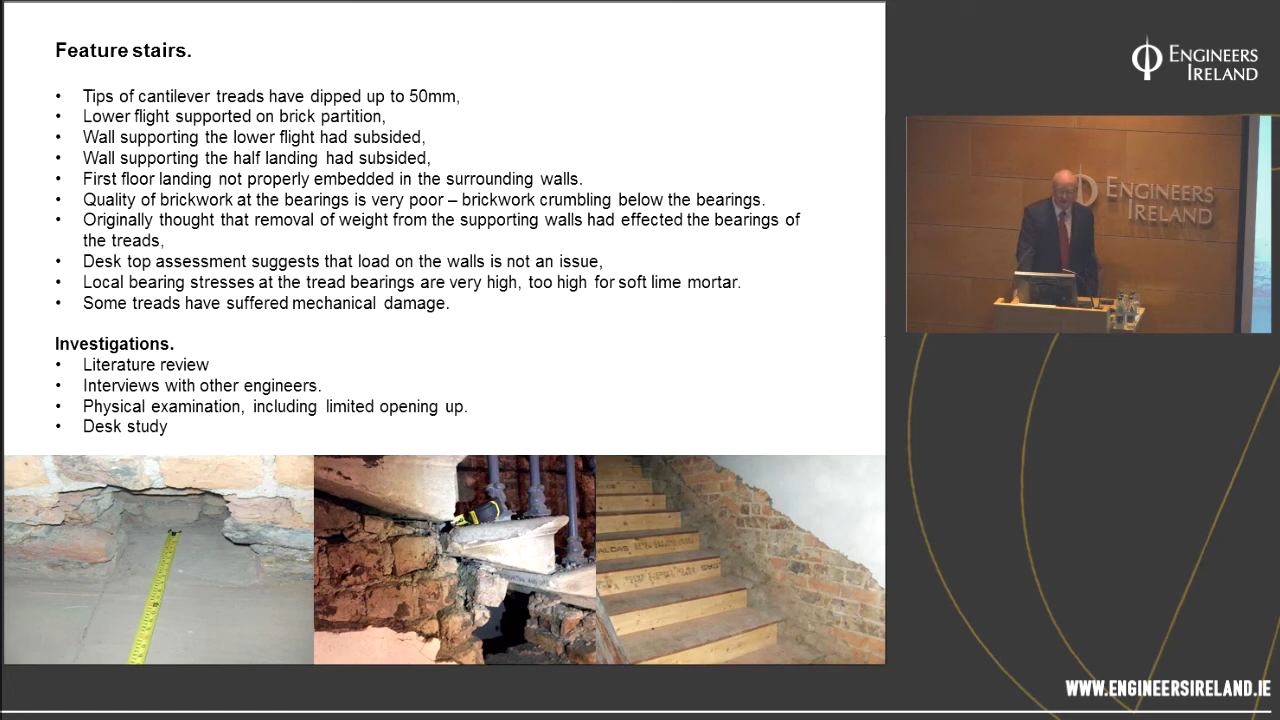 Feature stairs.
• Tips of cantilever treads have dipped up to 50mm,
• Lower flight supported on brick partition,
• Wall supporting the lower flight had subsided,
• Wall supporting the half landing had subsided,
• First floor landing not properly embedded in the surrounding walls.
• Quality of brickwork at the bearings is very poor – brickwork crumbling below the bearings.
• Originally thought that removal of weight from the supporting walls had effected the bearings of
the treads,
• Desk top assessment suggests that load on the walls is not an issue,
• Local bearing stresses at the tread bearings are very high, too high for soft lime mortar.
• Some treads have suffered mechanical damage.
Investigations.
• Literature review
• Interviews with other engineers.
• Physical examination, including limited opening up.
• Desk study
ENGINEERS
IRELAND
ENGINEERS
IRELAND
WWW.ENGINEERSIRELAND.IE